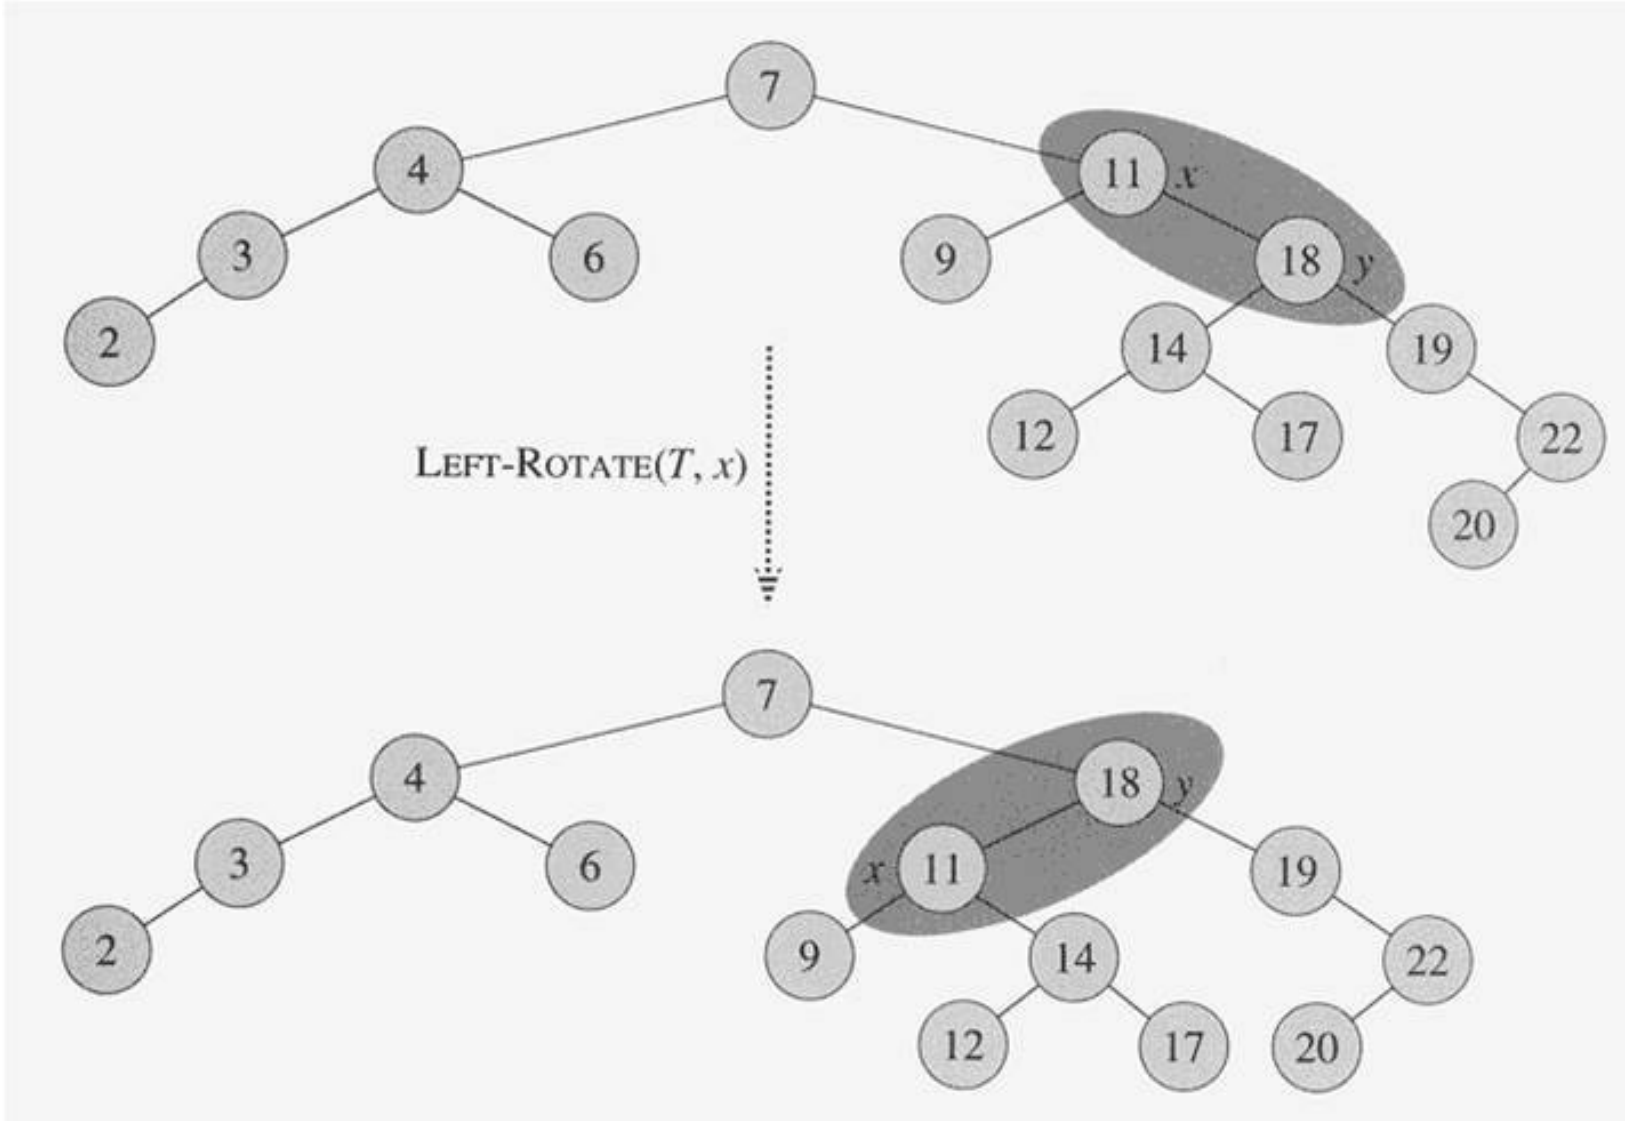 7
4 11 x
3 6 9 18 y
2 14 19
12 17 22
LEFT-ROTATE(T, x)
20
7
4 18 y
3 6 x 11 19
2 9 14 22
12 17 20